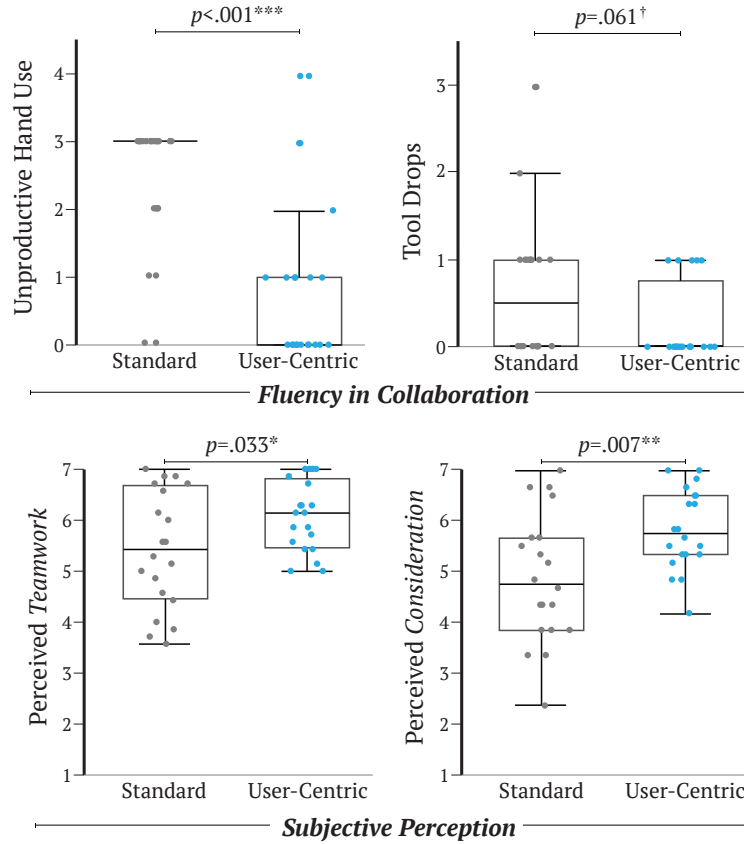 p<.001***
p=.061†
Unproductive Hand Use
4
3
2
1
0
Standard
User-Centric
Tool Drops
3
2
1
0
Standard
User-Centric
Fluency in Collaboration
p=.033*
p=.007**
Perceived Teamwork
7
6
5
4
3
2
1
Standard
User-Centric
Perceived Consideration
7
6
5
4
3
2
1
Standard
User-Centric
Subjective Perception